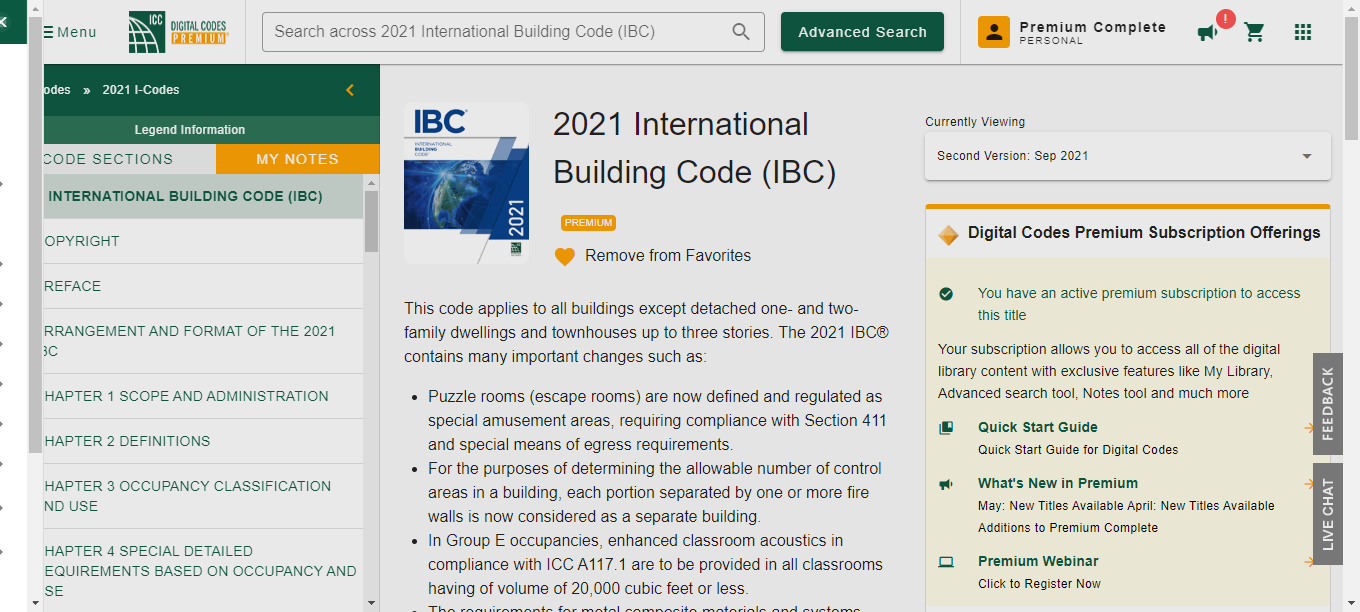 Menu
ICC
DIGITAL CODES
PREMIUM
Search across 2021 International Building Code (IBC)
Advanced Search
Premium Complete
PERSONAL
!
odes » 2021 I-Codes
Legend Information
CODE SECTIONS
MY NOTES
INTERNATIONAL BUILDING CODE (IBC)
OPYRIGHT
REFACE
RRANGEMENT AND FORMAT OF THE 2021
BC
HAPTER 1 SCOPE AND ADMINISTRATION
HAPTER 2 DEFINITIONS
HAPTER 3 OCCUPANCY CLASSIFICATION
ND USE
HAPTER 4 SPECIAL DETAILED
EQUIREMENTS BASED ON OCCUPANCY AND
SE
IBC
INTERNATIONAL
BUILDING
CODE
2021
2021 International
Building Code (IBC)
PREMIUM
Remove from Favorites
This code applies to all buildings except detached one- and two-
family dwellings and townhouses up to three stories. The 2021 IBC®
contains many important changes such as:
• Puzzle rooms (escape rooms) are now defined and regulated as
special amusement areas, requiring compliance with Section 411
and special means of egress requirements.
• For the purposes of determining the allowable number of control
areas in a building, each portion separated by one or more fire
walls is now considered as a separate building.
• In Group E occupancies, enhanced classroom acoustics in
compliance with ICC A117.1 are to be provided in all classrooms
having of volume of 20,000 cubic feet or less.
• The requirements for metal composite materials and systems
Currently Viewing
Second Version: Sep 2021
Digital Codes Premium Subscription Offerings
You have an active premium subscription to access
this title
Your subscription allows you to access all of the digital
library content with exclusive features like My Library,
Advanced search tool, Notes tool and much more
Quick Start Guide
Quick Start Guide for Digital Codes
What's New in Premium
May: New Titles Available April: New Titles Available
Additions to Premium Complete
Premium Webinar
Click to Register Now
FEEDBACK
LIVE CHAT